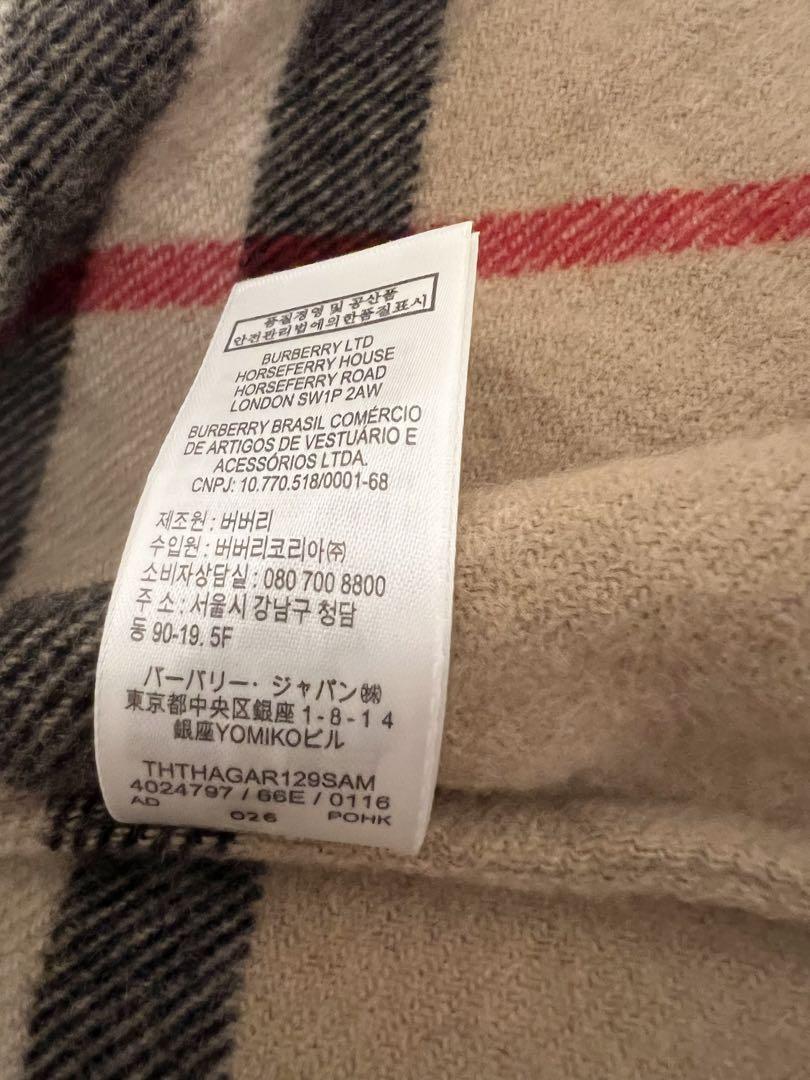 품질경영 및 공산품
안전관리법에의한품질표시
BURBERRY LTD
HORSEFERRY HOUSE
HORSEFERRY ROAD
LONDON SW1P 2AW
BURBERRY BRASIL COMÉRCIO
DE ARTIGOS DE VESTUÁRIO E
ACESSÓRIOS LTDA.
CNPJ: 10.770.518/0001-68
제조원 : 버버리
수입원 : 버버리코리아㈜
소비자상담실 : 080 700 8800
주 소 : 서울시 강남구 청담
동 90-19. 5F
バーバリー・ジャパン㈱
東京都中央区銀座1-8-14
銀座YOMIKOビル
THTHAGAR129SAM
4024797 / 66E / 0116
AD 026 POHK